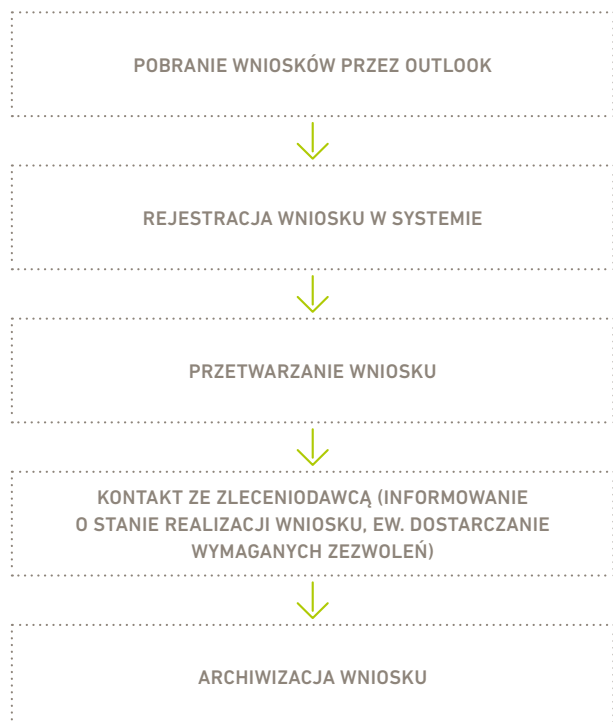 POBRANIE WNIOSKÓW PRZEZ OUTLOOK
REJESTRACJA WNIOSKU W SYSTEMIE
PRZETWARZANIE WNIOSKU
KONTAKT ZE ZLECENIODAWCĄ (INFORMOWANIE
O STANIE REALIZACJI WNIOSKU, EW. DOSTARCZANIE
WYMAGANYCH ZEZWOLEŃ)
ARCHIWIZACJA WNIOSKU